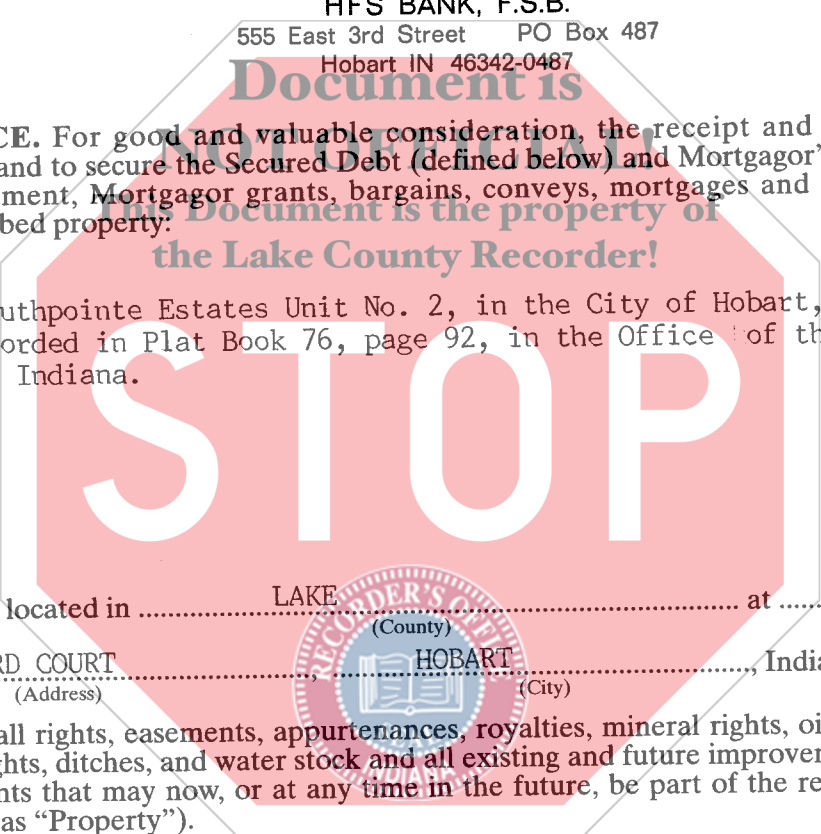 HFS BANK, F.S.B.
555 East 3rd Street PO Box 487
Hobart IN 46342-0487
Document is
CE. For good and valuable consideration, the receipt and
NOT OFFICIAL!
and to secure the Secured Debt (defined below) and Mortgagor'
ment, Mortgagor grants, bargains, conveys, mortgages and
This Document is the property of
bed property:
the Lake County Recorder!
uthpointe Estates Unit No. 2, in the City of Hobart,
orded in Plat Book 76, page 92, in the Office of th
Indiana.
STOP
located in .................... LAKE .................... at ......
(County)
RD COURT ...................., .................... HOBART ...................., India
(Address) (City)
RECORDER'S OFFICE
all rights, easements, appurtenances, royalties, mineral rights, oi
ghts, ditches, and water stock and all existing and future improvem
INDIANA
nts that may now, or at any time in the future, be part of the re
as “Property”).